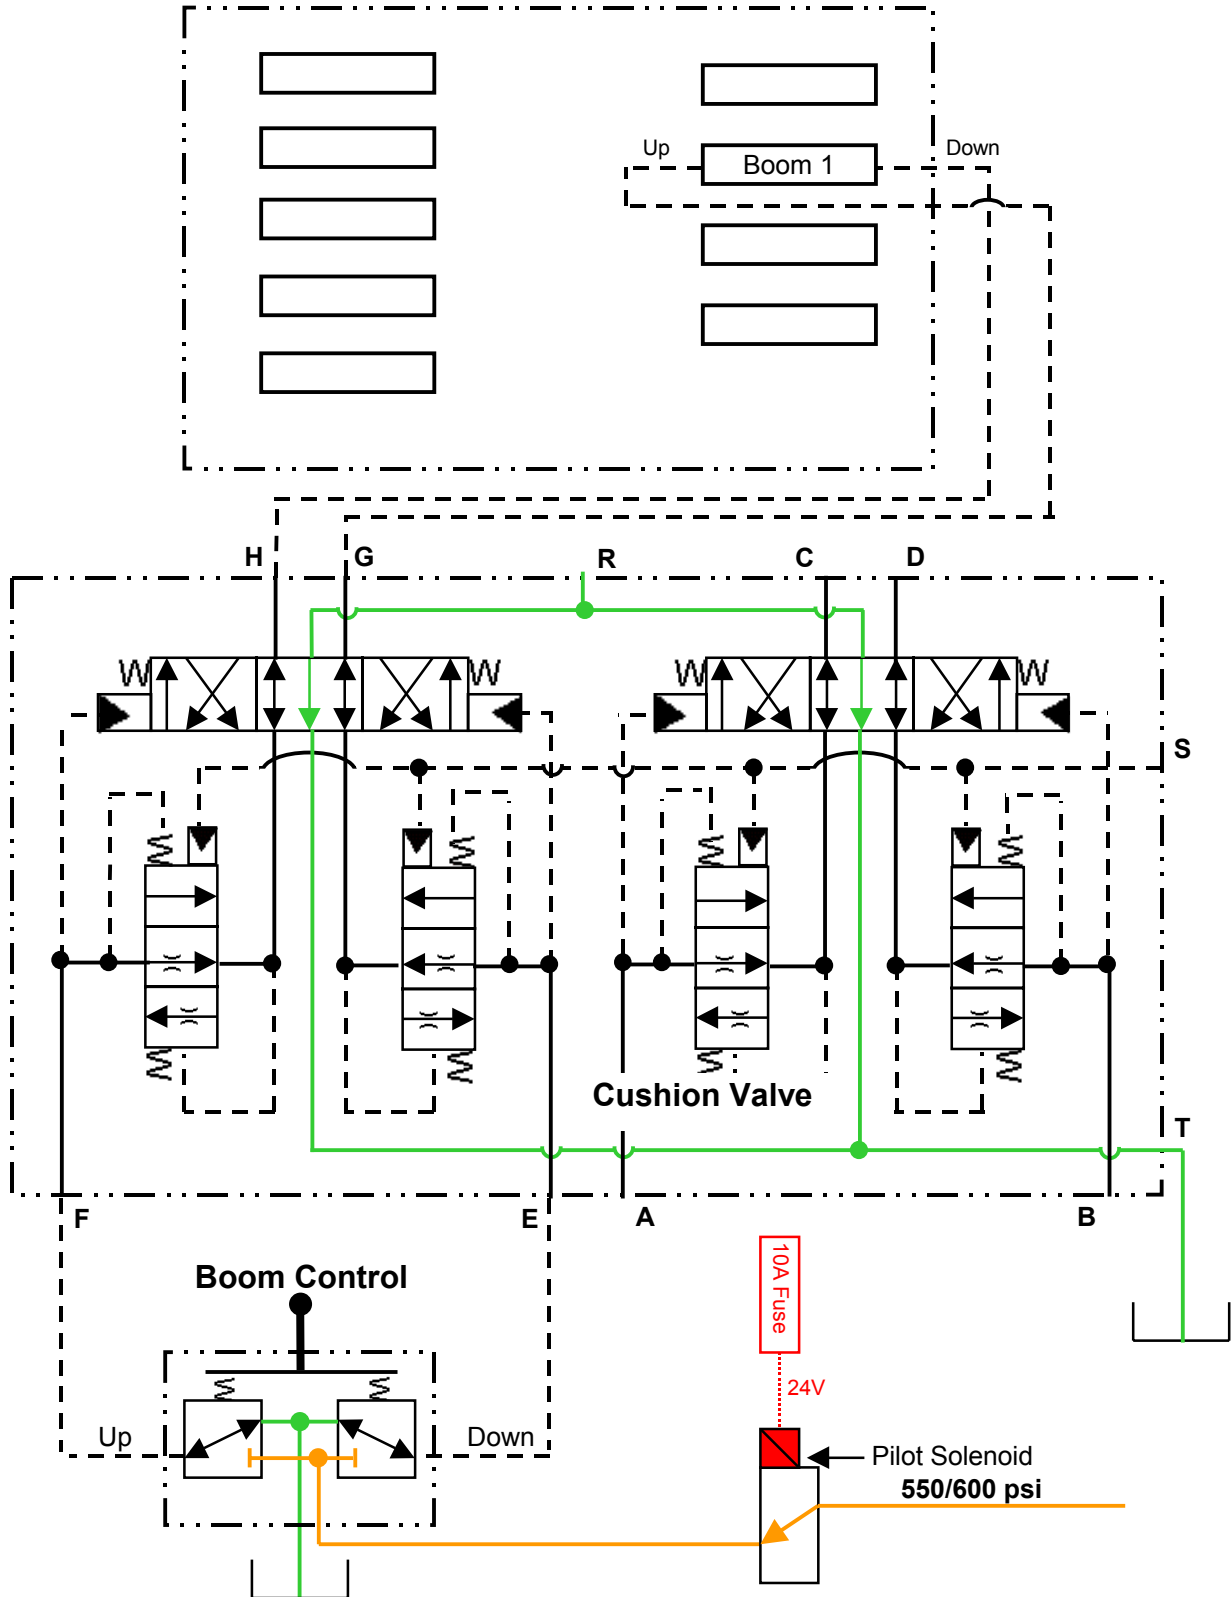 Up
Boom 1
Down
H
G
R
C
D
S
Cushion Valve
T
F
E
A
B
Boom Control
10A Fuse
24V
Up
Down
Pilot Solenoid
550/600 psi